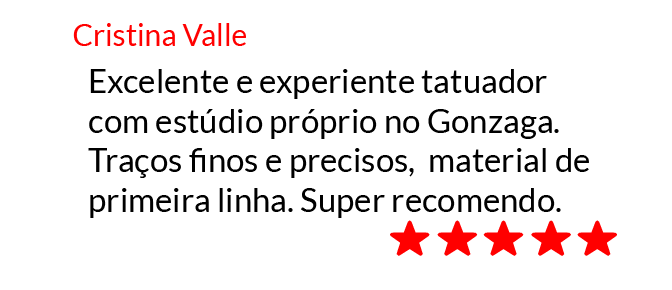 Cristina Valle
Excelente e experiente tatuador
com estúdio próprio no Gonzaga.
Traços finos e precisos,  material de
primeira linha. Super recomendo.